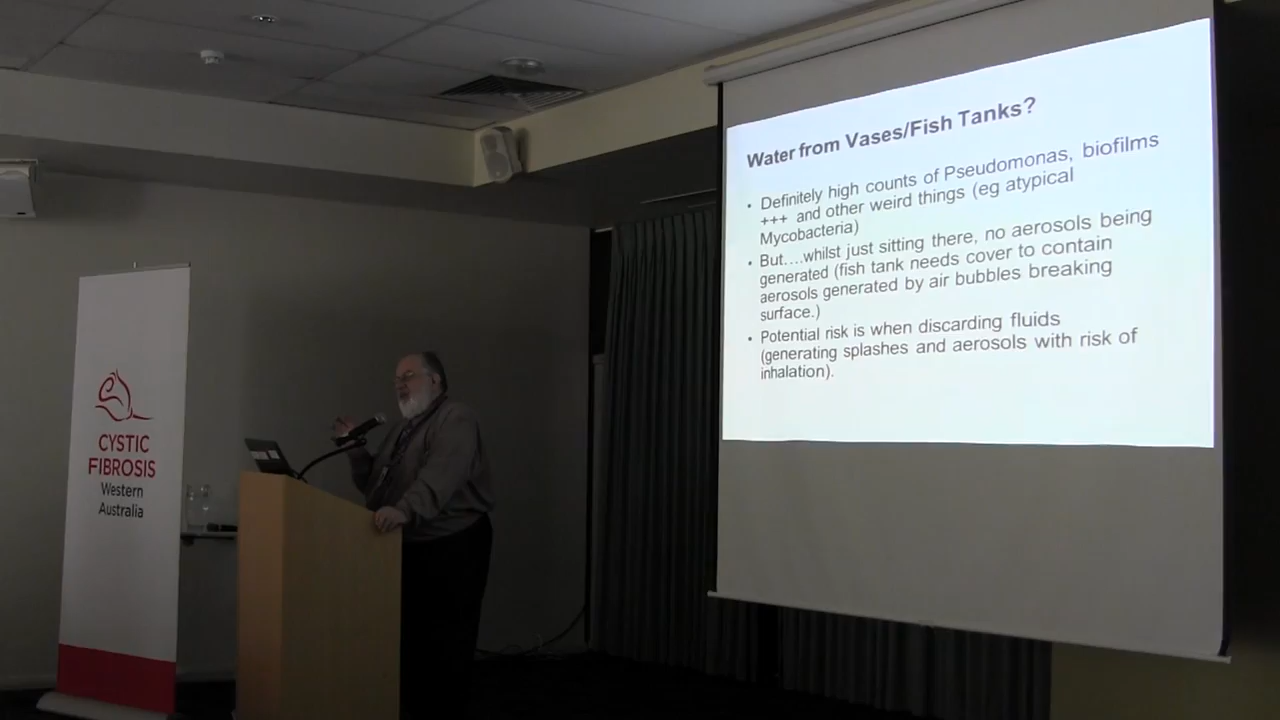 Water from Vases/Fish Tanks?
• Definitely high counts of Pseudomonas, biofilms
+++ and other weird things (eg atypical
Mycobacteria)
• But....whilst just sitting there, no aerosols being
generated (fish tank needs cover to contain
aerosols generated by air bubbles breaking
surface.)
• Potential risk is when discarding fluids
(generating splashes and aerosols with risk of
inhalation).
CYSTIC
FIBROSIS
Western
Australia